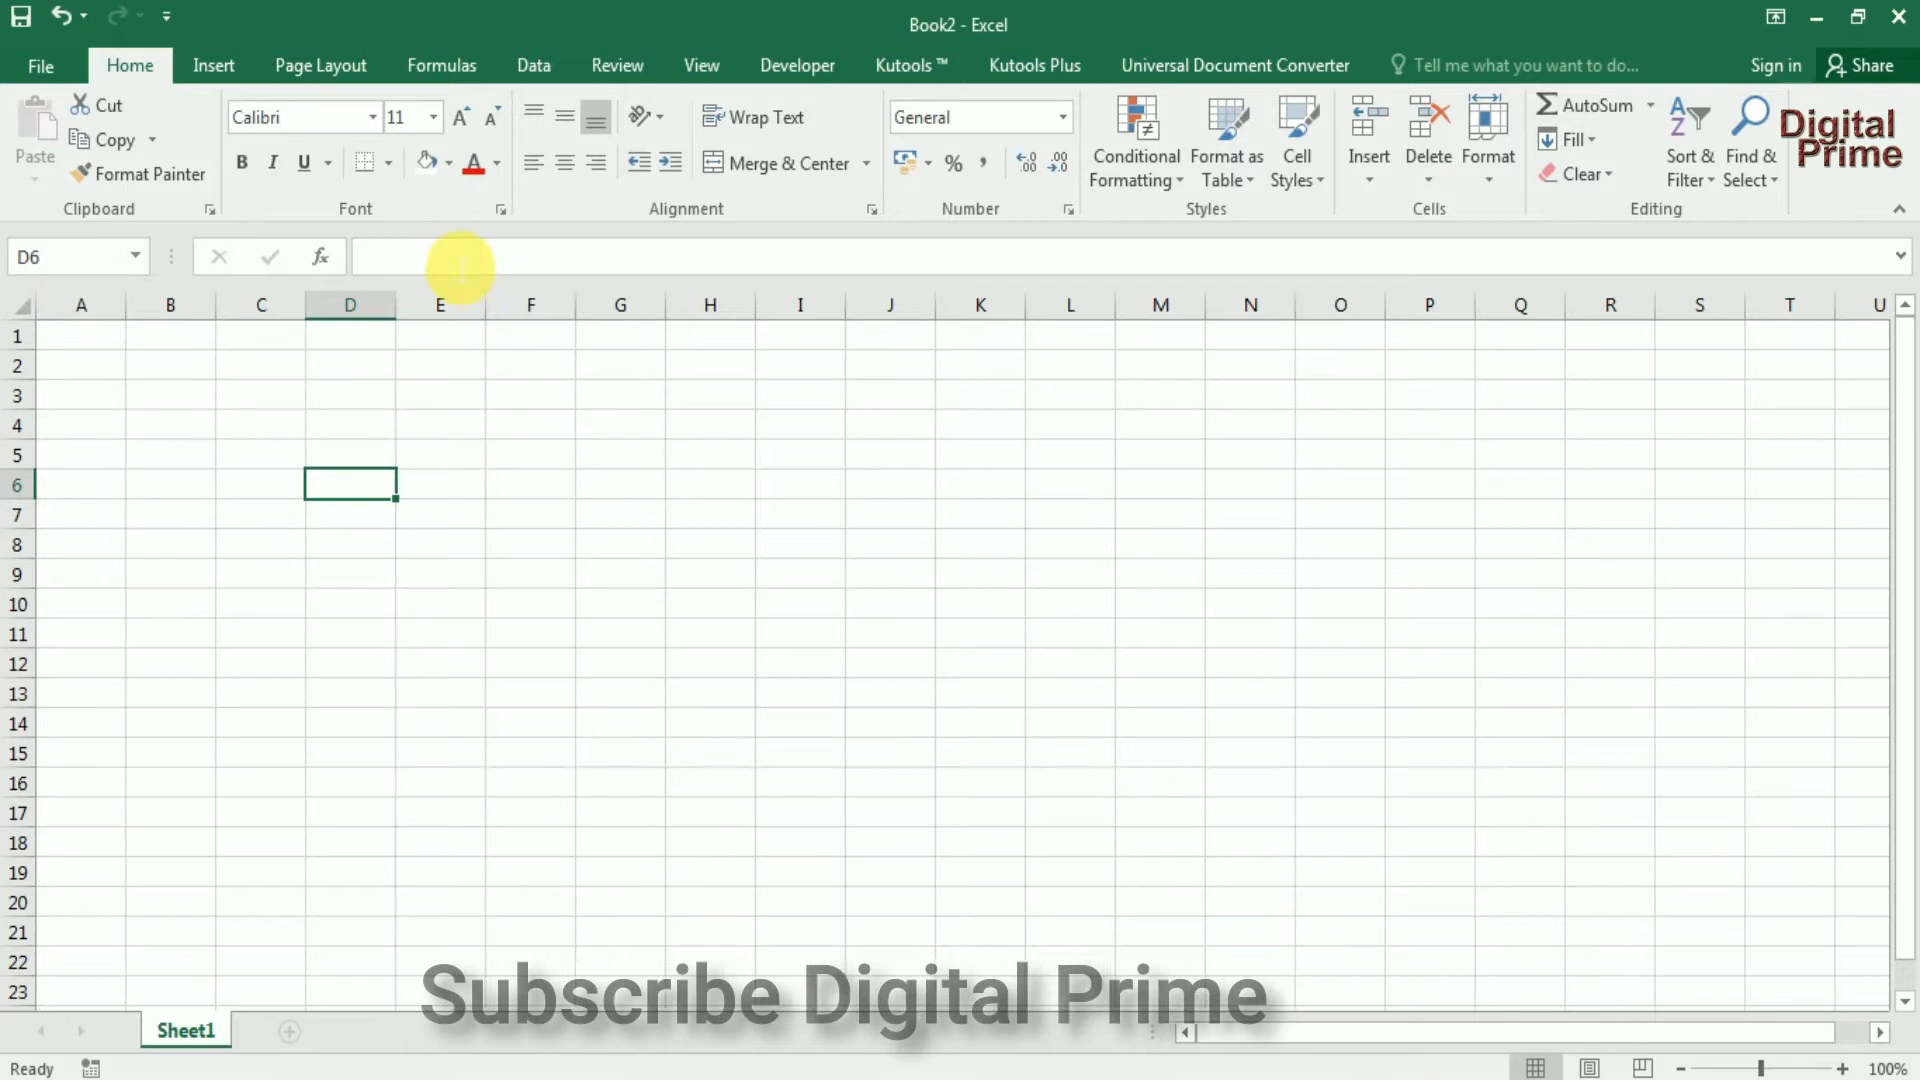 Book2 - Excel
File Home Insert Page Layout Formulas Data Review View Developer Kutools ™ Kutools Plus Universal Document Converter Tell me what you want to do... Sign in Share
Paste
Cut
Copy
Format Painter
Clipboard
Calibri 11
B I U A
Font
Wrap Text
Merge & Center
Alignment
General
% ,
Number
Conditional Formatting
Format as Table
Cell Styles
Styles
Insert Delete Format
Cells
AutoSum
Fill
Clear
Sort & Filter
Find & Select
Editing
Digital
Prime
D6 fx
A B C D E F G H I J K L M N O P Q R S T U
1
2
3
4
5
6
7
8
9
10
11
12
13
14
15
16
17
18
19
20
21
22
23
Subscribe Digital Prime
Sheet1
Ready 100%